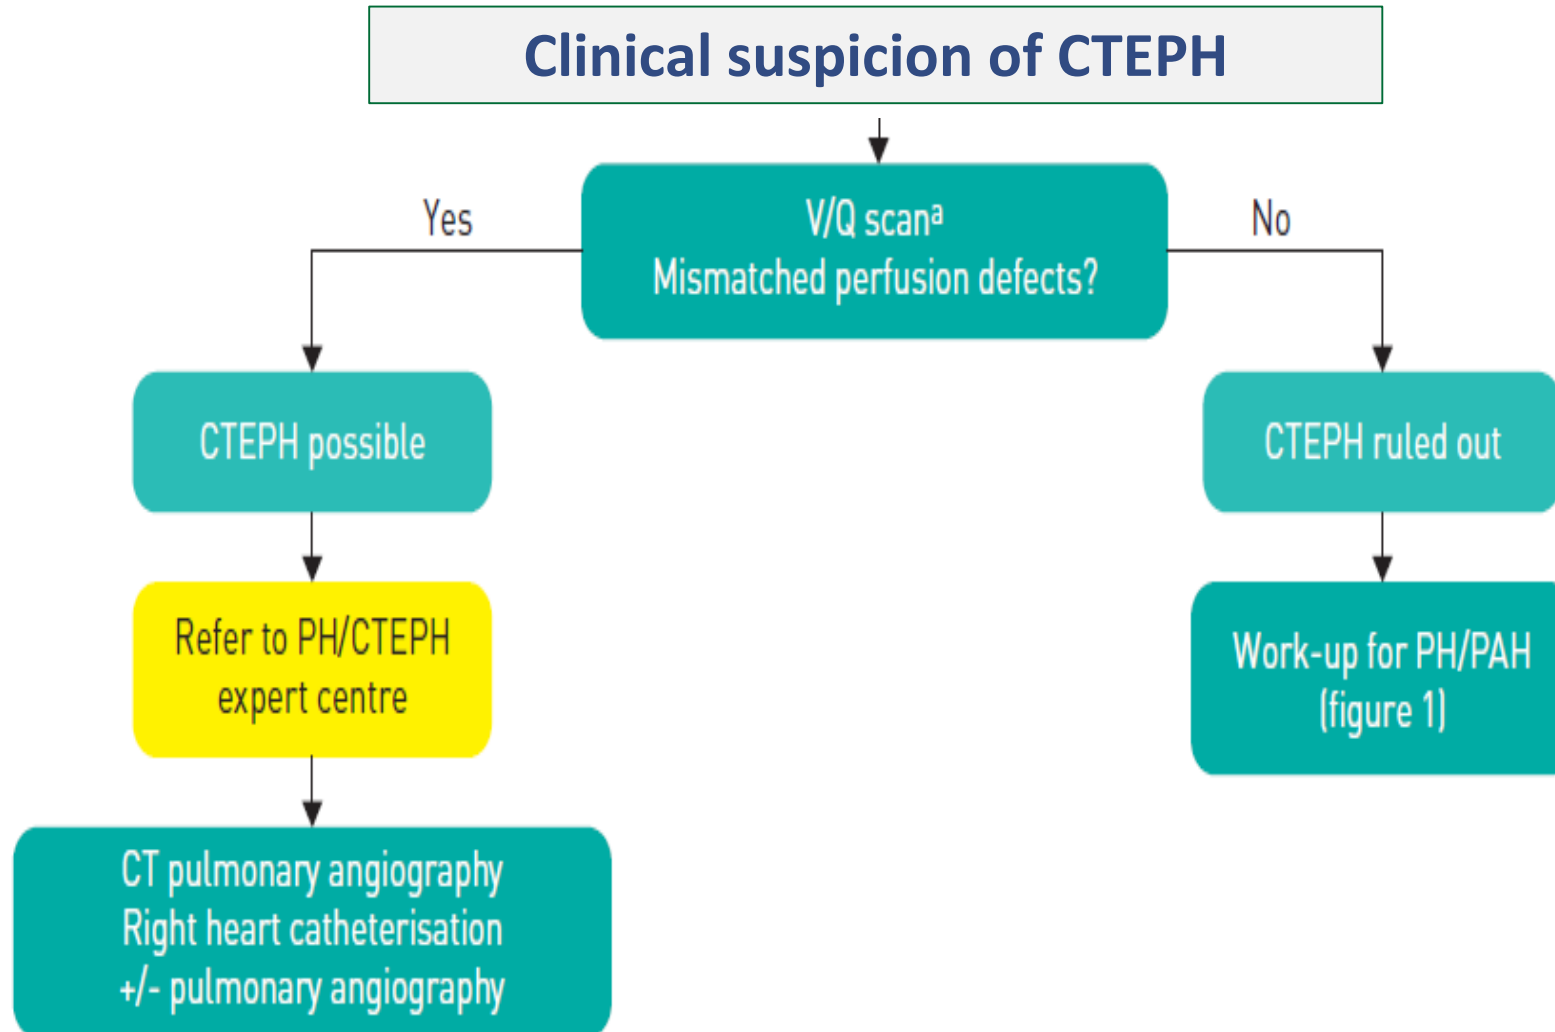 Clinical suspicion of CTEPH
V/Q scanᵃ
Mismatched perfusion defects?
Yes
No
CTEPH possible
CTEPH ruled out
Refer to PH/CTEPH
expert centre
Work-up for PH/PAH
(figure 1)
CT pulmonary angiography
Right heart catheterisation
+/- pulmonary angiography